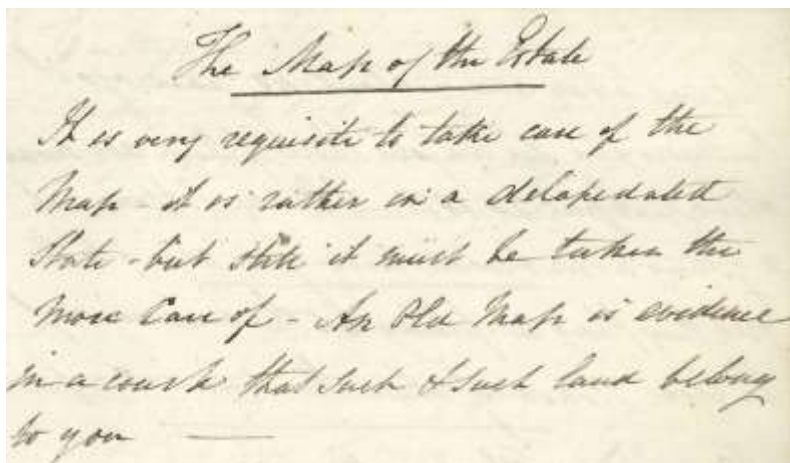 The Map of the Estate
It is very requisite to take care of the
Map - it is rather in a delapedated
State - but still it must be taken the
more Care of - An Old Map is evidence
in a court that such & such land belong
to you —